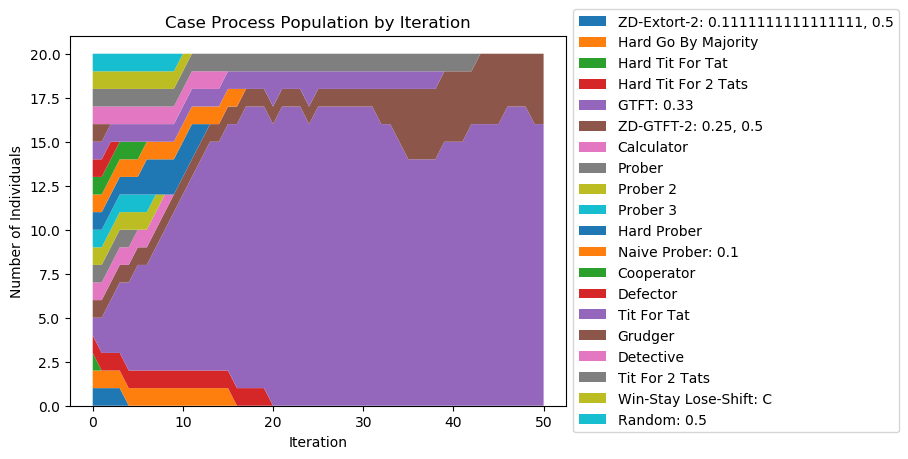 Case Process Population by Iteration
Number of Individuals
20.0
17.5
15.0
12.5
10.0
7.5
5.0
2.5
0.0
0
10
20
30
40
50
Iteration
ZD-Extort-2: 0.1111111111111111, 0.5
Hard Go By Majority
Hard Tit For Tat
Hard Tit For 2 Tats
GTFT: 0.33
ZD-GTFT-2: 0.25, 0.5
Calculator
Prober
Prober 2
Prober 3
Hard Prober
Naive Prober: 0.1
Cooperator
Defector
Tit For Tat
Grudger
Detective
Tit For 2 Tats
Win-Stay Lose-Shift: C
Random: 0.5